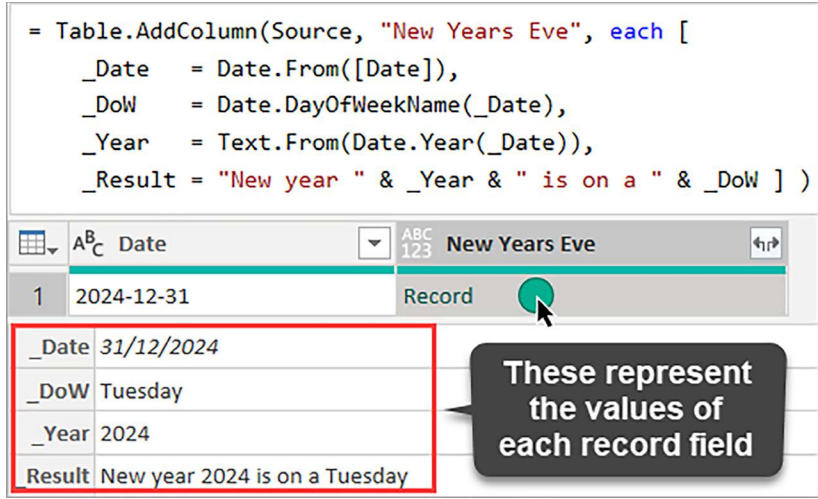 = Table.AddColumn(Source, "New Years Eve", each [
_Date = Date.From([Date]),
_DoW = Date.DayOfWeekName(_Date),
_Year = Text.From(Date.Year(_Date)),
_Result = "New year " & _Year & " is on a " & _DoW ] )
ABC Date ABC123 New Years Eve
1 2024-12-31 Record
_Date 31/12/2024
_DoW Tuesday
_Year 2024
_Result New year 2024 is on a Tuesday
These represent
the values of
each record field